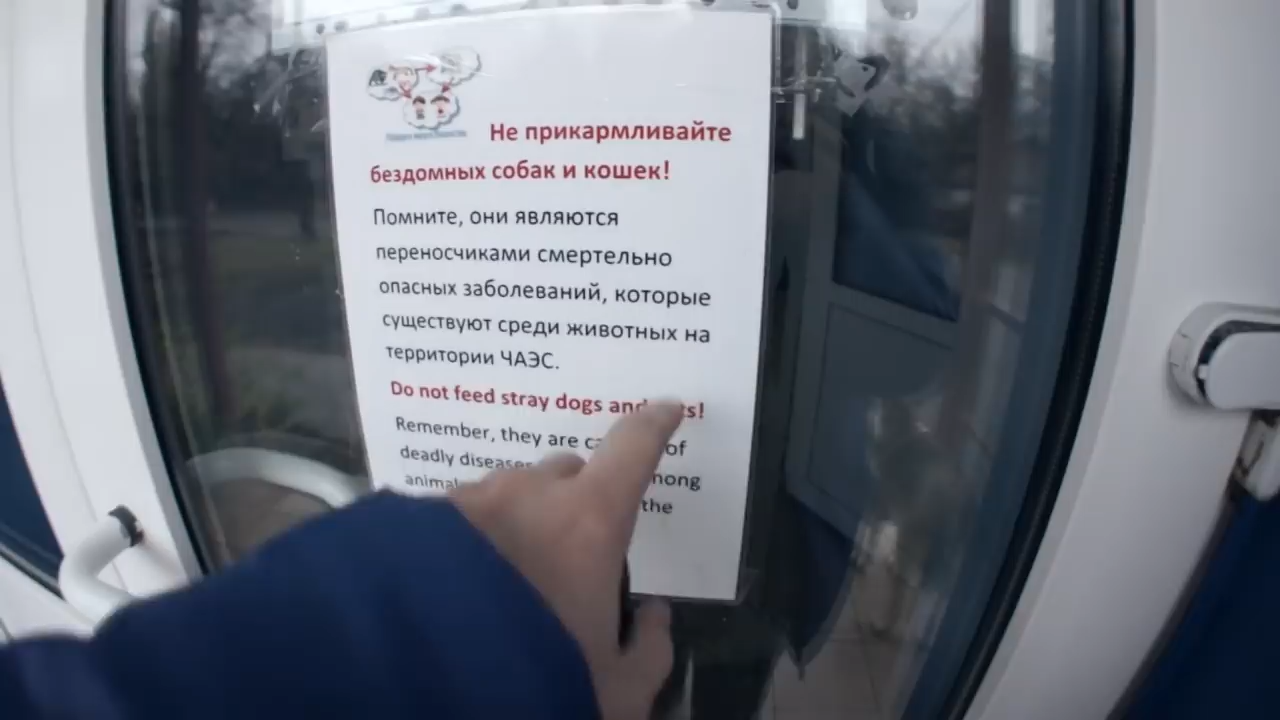 Не прикармливайте
бездомных собак и кошек!
Помните, они являются
переносчиками смертельно
опасных заболеваний, которые
существуют среди животных на
территории ЧАЭС.
Do not feed stray dogs and
Remember, they are of
deadly diseases
the